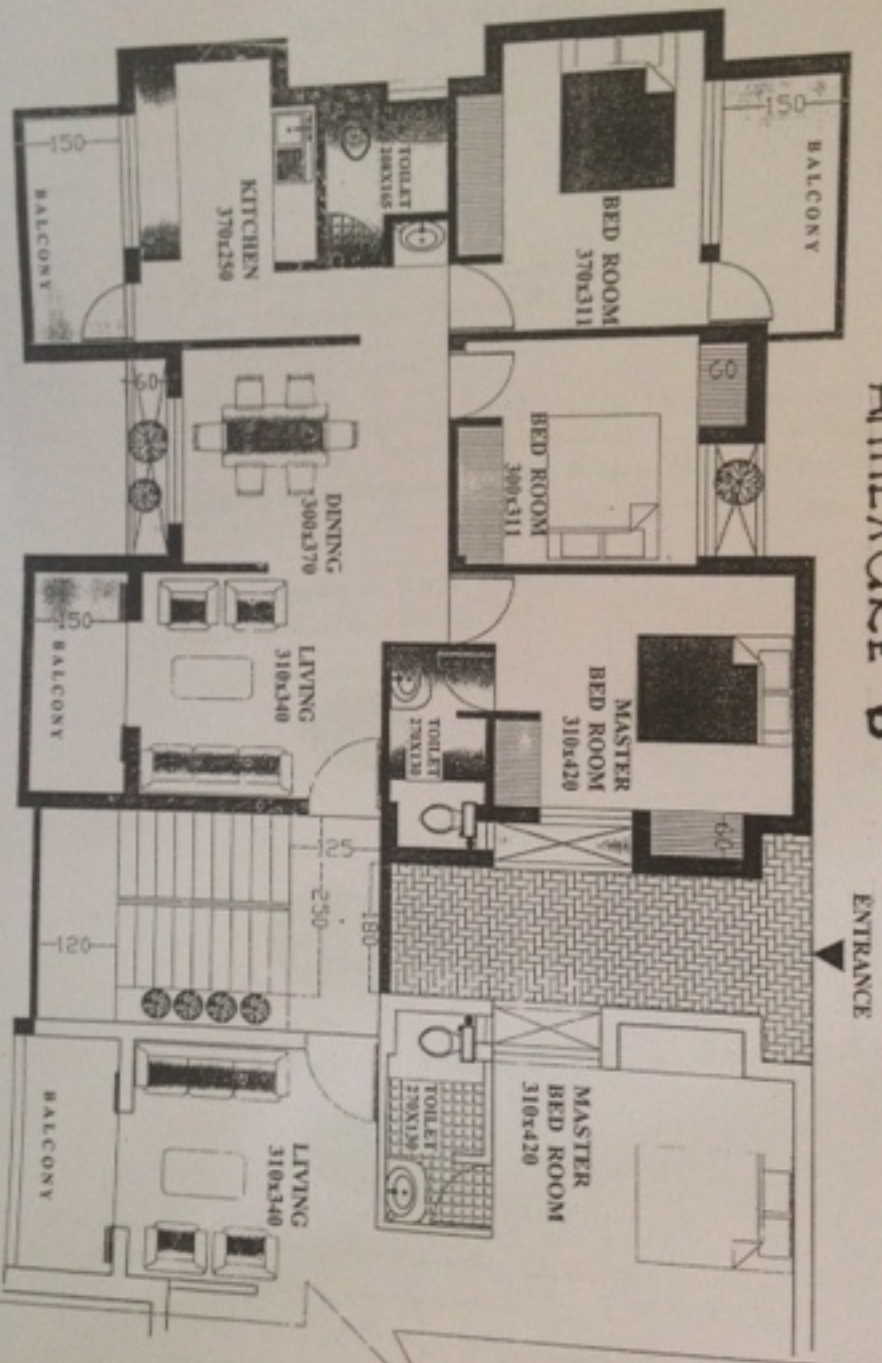 ANNEXURE B
ENTRANCE
BALCONY
150
BED ROOM
370x311
60
BED ROOM
300x311
MASTER
BED ROOM
310x420
60
MASTER
BED ROOM
310x420
TOILET
200X165
TOILET
270X130
TOILET
270X130
KITCHEN
370x250
DINING
300x370
LIVING
310x340
125
250
180
LIVING
310x340
150
BALCONY
60
150
BALCONY
120
BALCONY